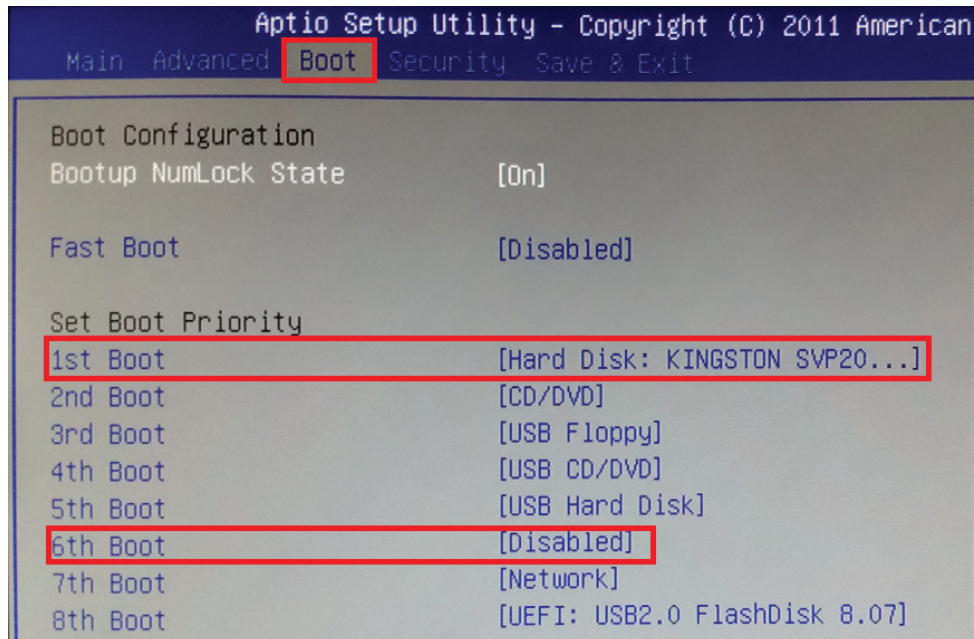 Aptio Setup Utility – Copyright (C) 2011 American
Main Advanced Boot Security Save & Exit
Boot Configuration
Bootup NumLock State [On]
Fast Boot [Disabled]
Set Boot Priority
1st Boot [Hard Disk: KINGSTON SVP20...]
2nd Boot [CD/DVD]
3rd Boot [USB Floppy]
4th Boot [USB CD/DVD]
5th Boot [USB Hard Disk]
6th Boot [Disabled]
7th Boot [Network]
8th Boot [UEFI: USB2.0 FlashDisk 8.07]